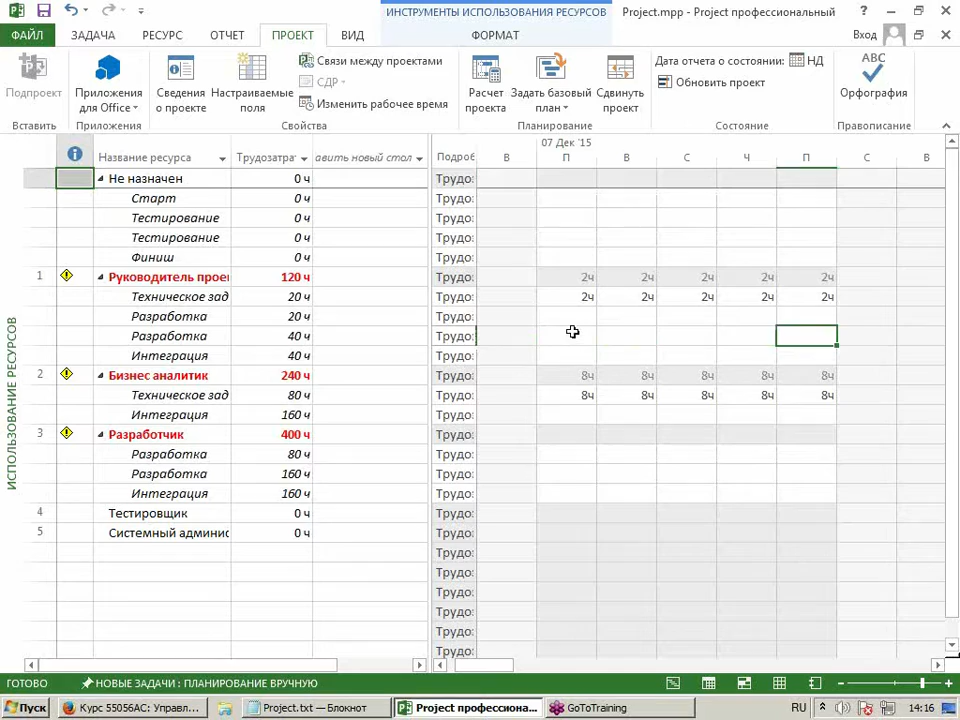 ИНСТРУМЕНТЫ ИСПОЛЬЗОВАНИЯ РЕСУРСОВ
Project.mpp - Project профессиональный
ФАЙЛ ЗАДАЧА РЕСУРС ОТЧЕТ ПРОЕКТ ВИД ФОРМАТ Вход
Подпроект
Приложения для Office
Сведения о проекте
Настраиваемые поля
Связи между проектами
СДР
Изменить рабочее время
Расчет проекта
Задать базовый план
Сдвинуть проект
Дата отчета о состоянии: НД
Обновить проект
ABC
Орфография
Вставить Приложения Свойства Планирование Состояние Правописание
07 Дек '15
Название ресурса Трудозатра авить новый стол Подроб В П В С Ч П С В
Не назначен 0 ч Трудо:
Старт 0 ч Трудо:
Тестирование 0 ч Трудо:
Тестирование 0 ч Трудо:
Финиш 0 ч Трудо:
1 Руководитель прое 120 ч Трудо: 2ч 2ч 2ч 2ч 2ч
Техническое зад 20 ч Трудо: 2ч 2ч 2ч 2ч 2ч
Разработка 20 ч Трудо:
Разработка 40 ч Трудо:
Интеграция 40 ч Трудо:
2 Бизнес аналитик 240 ч Трудо: 8ч 8ч 8ч 8ч 8ч
Техническое зад 80 ч Трудо: 8ч 8ч 8ч 8ч 8ч
Интеграция 160 ч Трудо:
3 Разработчик 400 ч Трудо:
Разработка 80 ч Трудо:
Разработка 160 ч Трудо:
Интеграция 160 ч Трудо:
4 Тестировщик 0 ч Трудо:
5 Системный админис 0 ч Трудо:
Трудо:
Трудо:
Трудо:
Трудо:
Трудо:
Трудо:
ИСПОЛЬЗОВАНИЕ РЕСУРСОВ
ГОТОВО НОВЫЕ ЗАДАЧИ : ПЛАНИРОВАНИЕ ВРУЧНУЮ
Пуск Курс 55056АС: Управл... Project.txt — Блокнот Project профессиона... GoToTraining RU 14:16